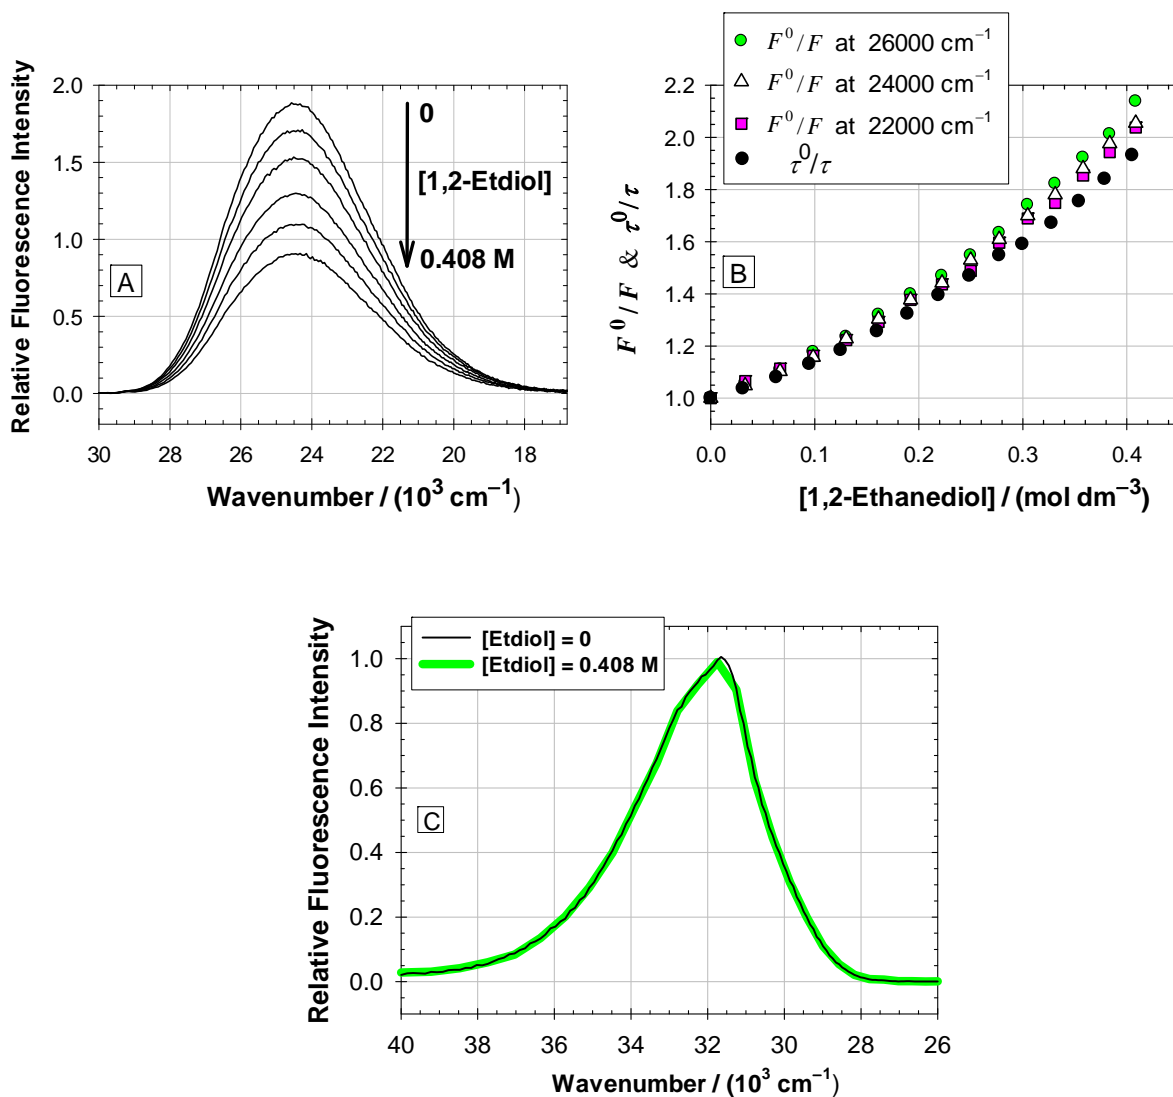 Relative Fluorescence Intensity
2.0
1.5
1.0
0.5
0.0
0
[1,2-Etdiol]
0.408 M
A
30 28 26 24 22 20 18
Wavenumber / (10³ cm⁻¹)
F⁰/F at 26000 cm⁻¹
F⁰/F at 24000 cm⁻¹
F⁰/F at 22000 cm⁻¹
τ⁰/τ
F⁰/F & τ⁰/τ
2.2
2.0
1.8
1.6
1.4
1.2
1.0
B
0.0 0.1 0.2 0.3 0.4
[1,2-Ethanediol] / (mol dm⁻³)
Relative Fluorescence Intensity
[Etdiol] = 0
[Etdiol] = 0.408 M
1.0
0.8
0.6
0.4
0.2
0.0
C
40 38 36 34 32 30 28 26
Wavenumber / (10³ cm⁻¹)